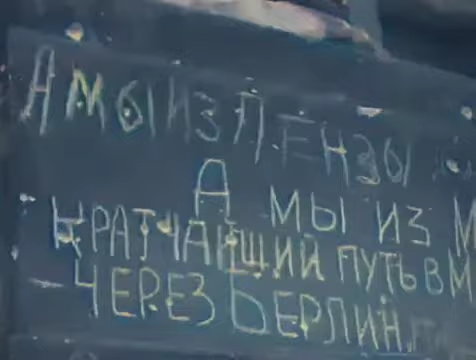 А МЫ ИЗ ПЕНЗЫ
А МЫ ИЗ М
КРАТЧАЙШИЙ ПУТЬ В М
ЧЕРЕЗ БЕРЛИН